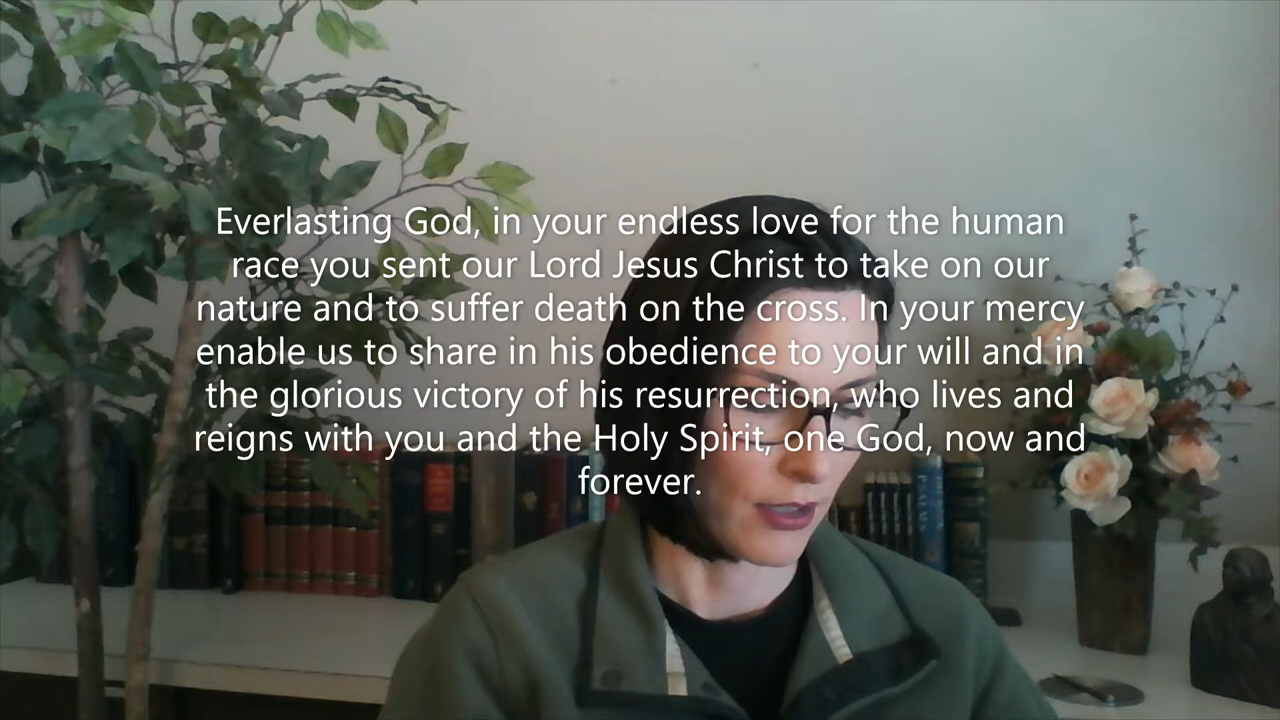 Everlasting God, in your endless love for the human
race you sent our Lord Jesus Christ to take on our
nature and to suffer death on the cross. In your mercy
enable us to share in his obedience to your will and in
the glorious victory of his resurrection, who lives and
reigns with you and the Holy Spirit, one God, now and
forever.
PSALMS